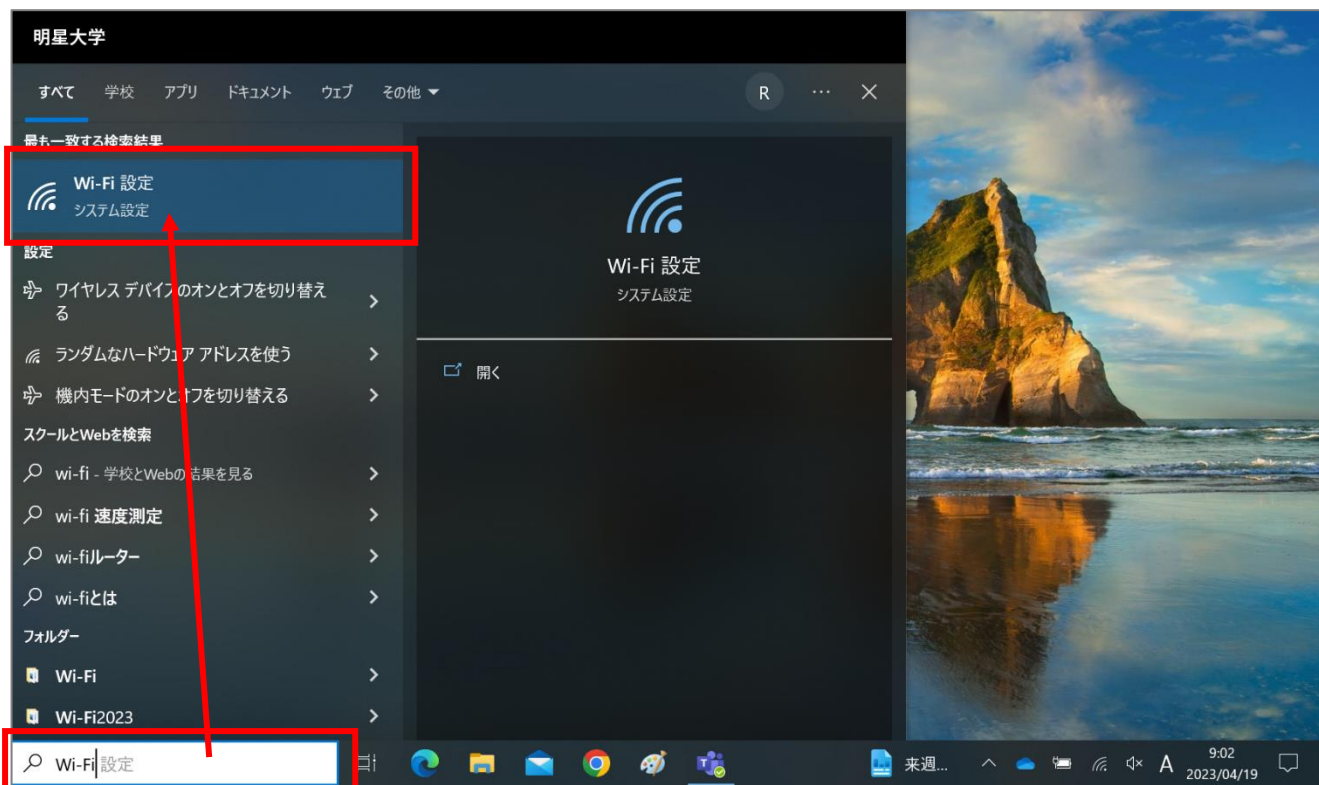 明星大学
すべて 学校 アプリ ドキュメント ウェブ その他
R ...
最も一致する検索結果
Wi-Fi 設定
システム設定
設定
ワイヤレス デバイスのオンとオフを切り替え
る
ランダムなハードウェア アドレスを使う
機内モードのオンとオフを切り替える
スクールとWebを検索
wi-fi - 学校とWebの結果を見る
wi-fi 速度測定
wi-fiルーター
wi-fiとは
フォルダー
Wi-Fi
Wi-Fi2023
Wi-Fi 設定
システム設定
開く
Wi-Fi 設定
来週...
A
9:02
2023/04/19